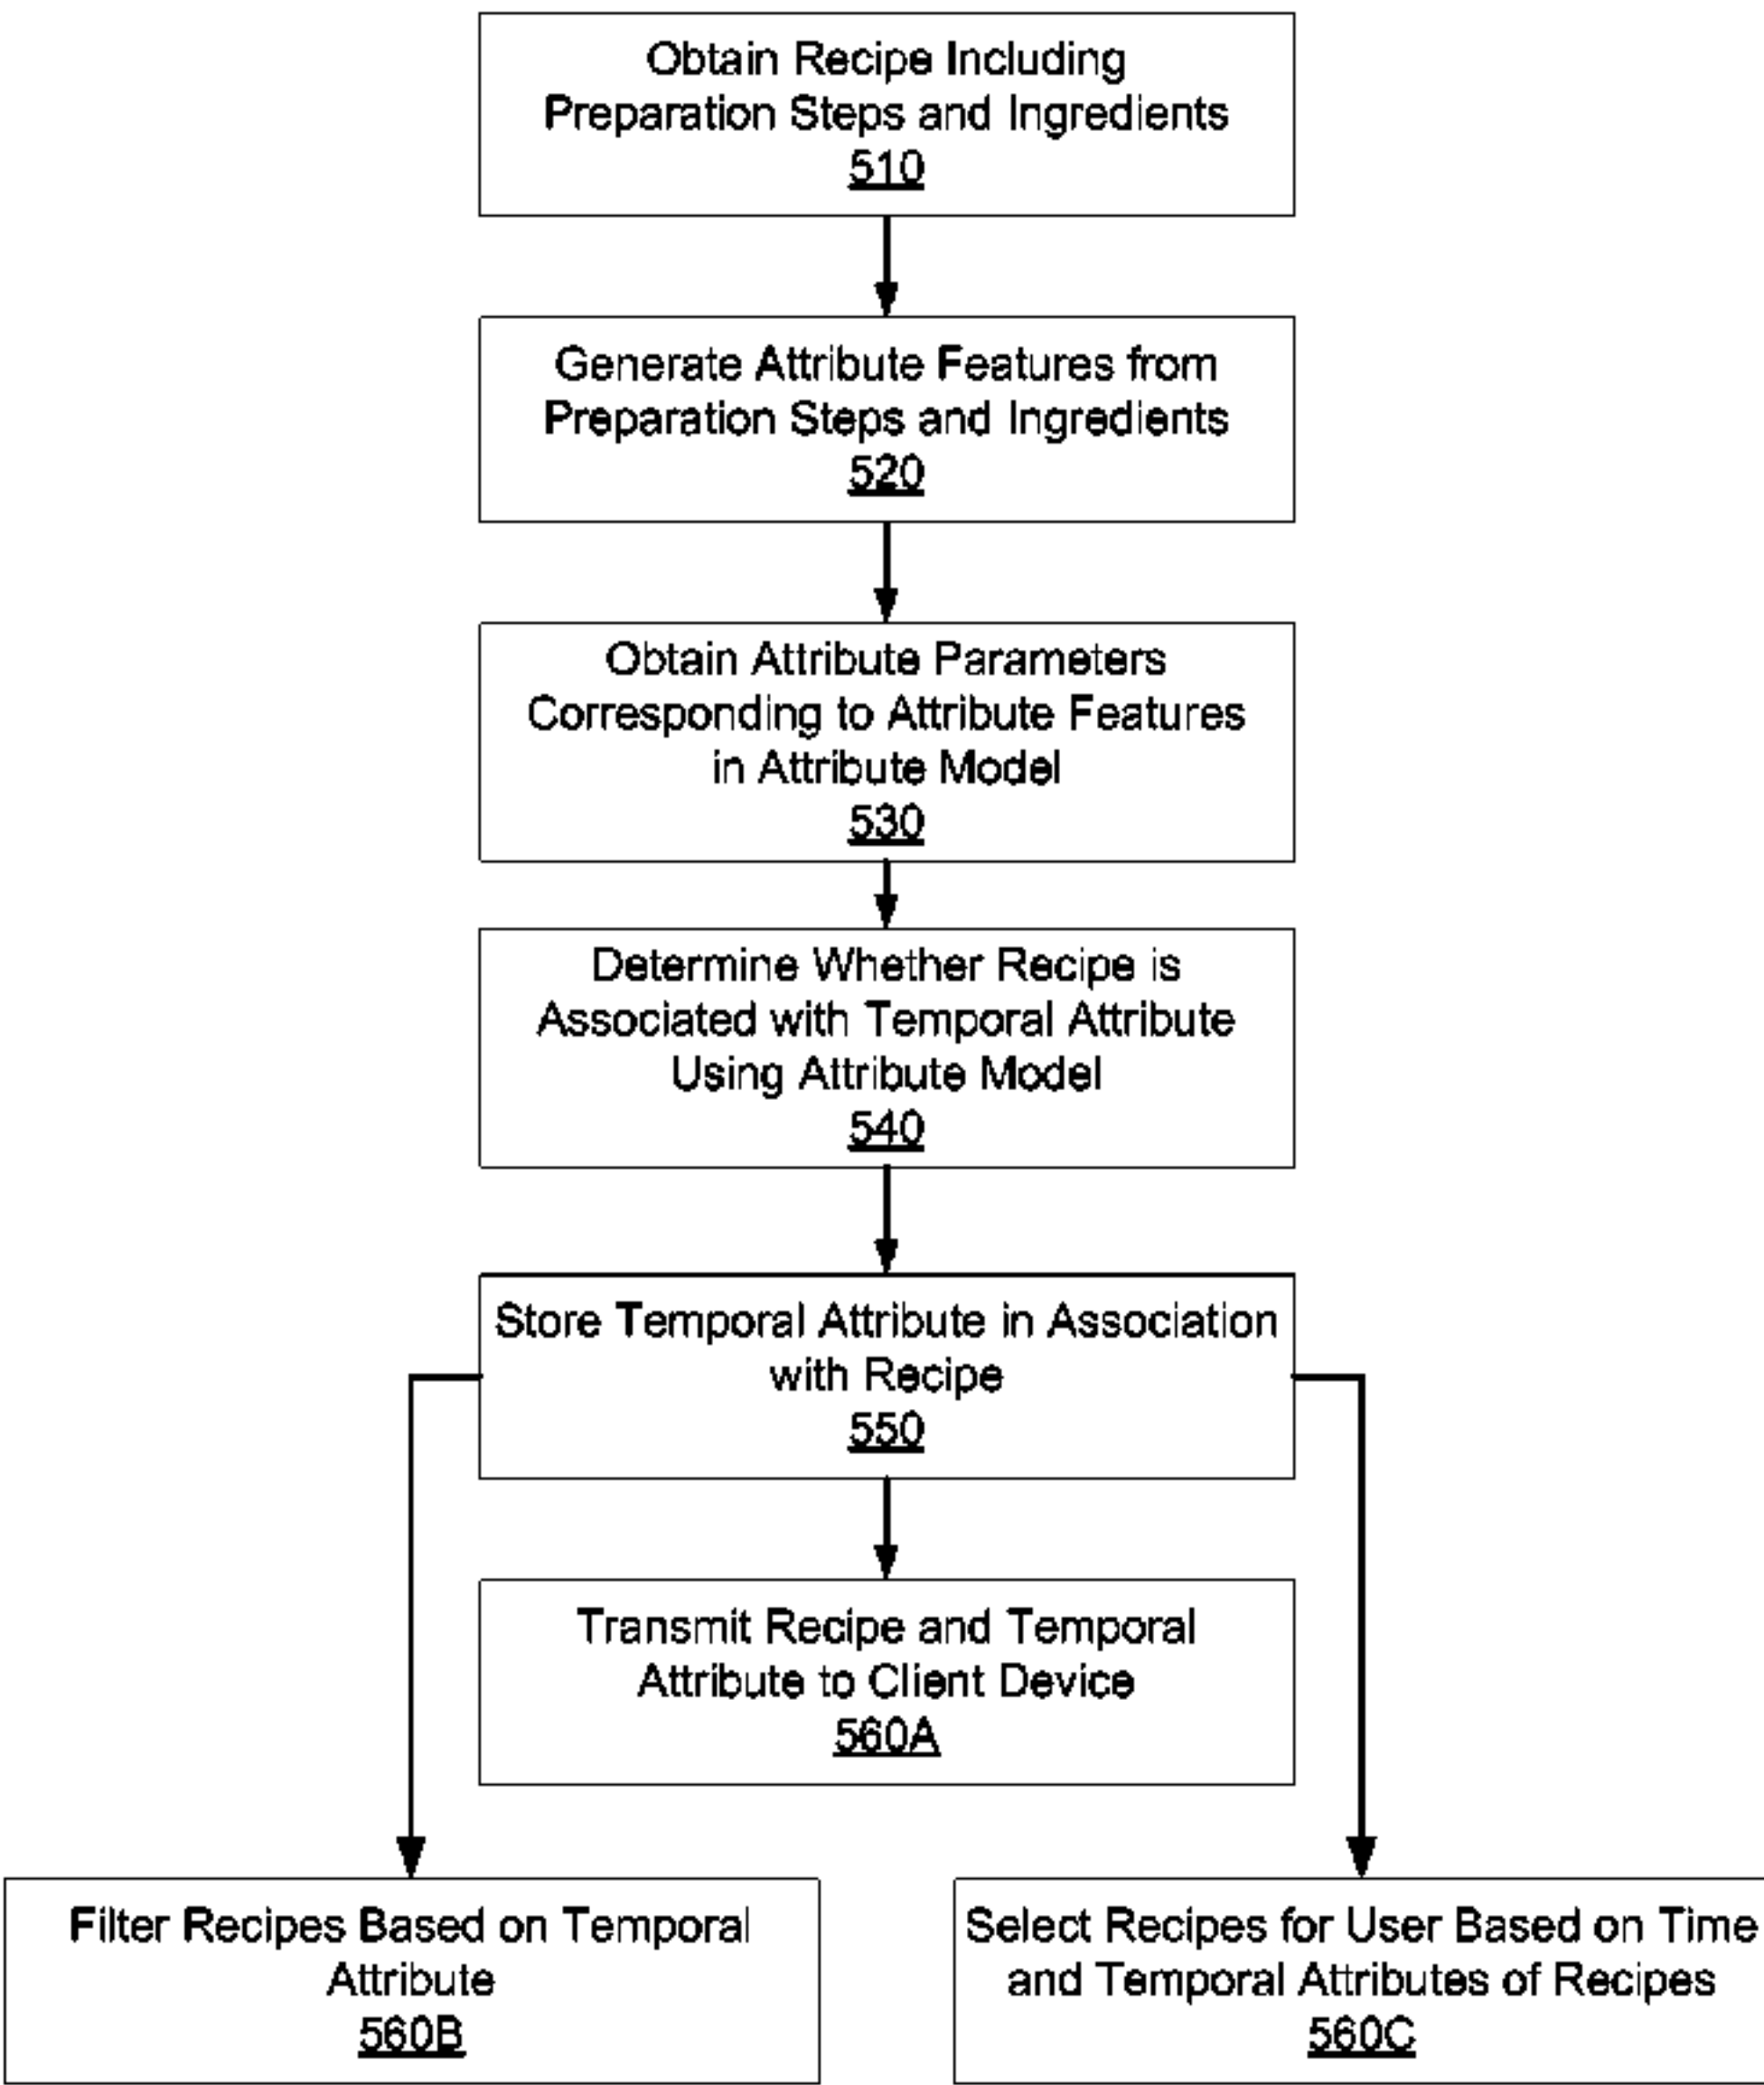 Obtain Recipe Including
Preparation Steps and Ingredients
510
Generate Attribute Features from
Preparation Steps and Ingredients
520
Obtain Attribute Parameters
Corresponding to Attribute Features
in Attribute Model
530
Determine Whether Recipe is
Associated with Temporal Attribute
Using Attribute Model
540
Store Temporal Attribute in Association
with Recipe
550
Transmit Recipe and Temporal
Attribute to Client Device
560A
Filter Recipes Based on Temporal
Attribute
560B
Select Recipes for User Based on Time
and Temporal Attributes of Recipes
560C